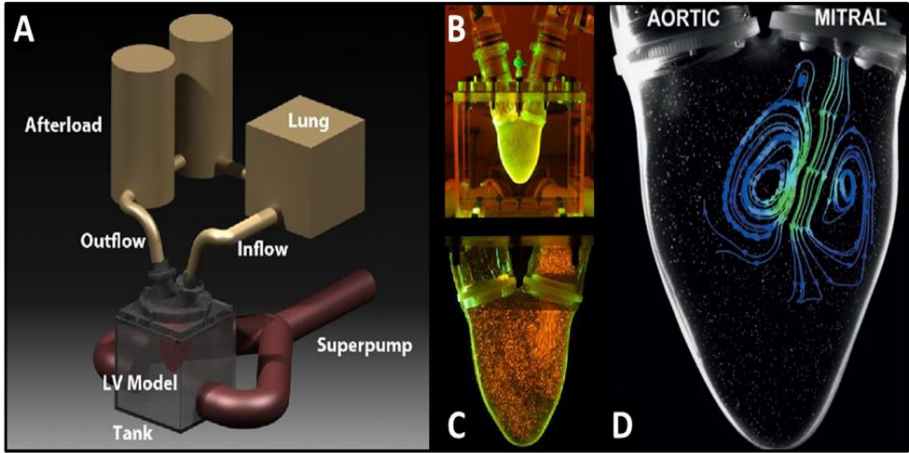 A
Afterload
Lung
Outflow
Inflow
Superpump
LV Model
Tank
B
C
AORTIC
MITRAL
D